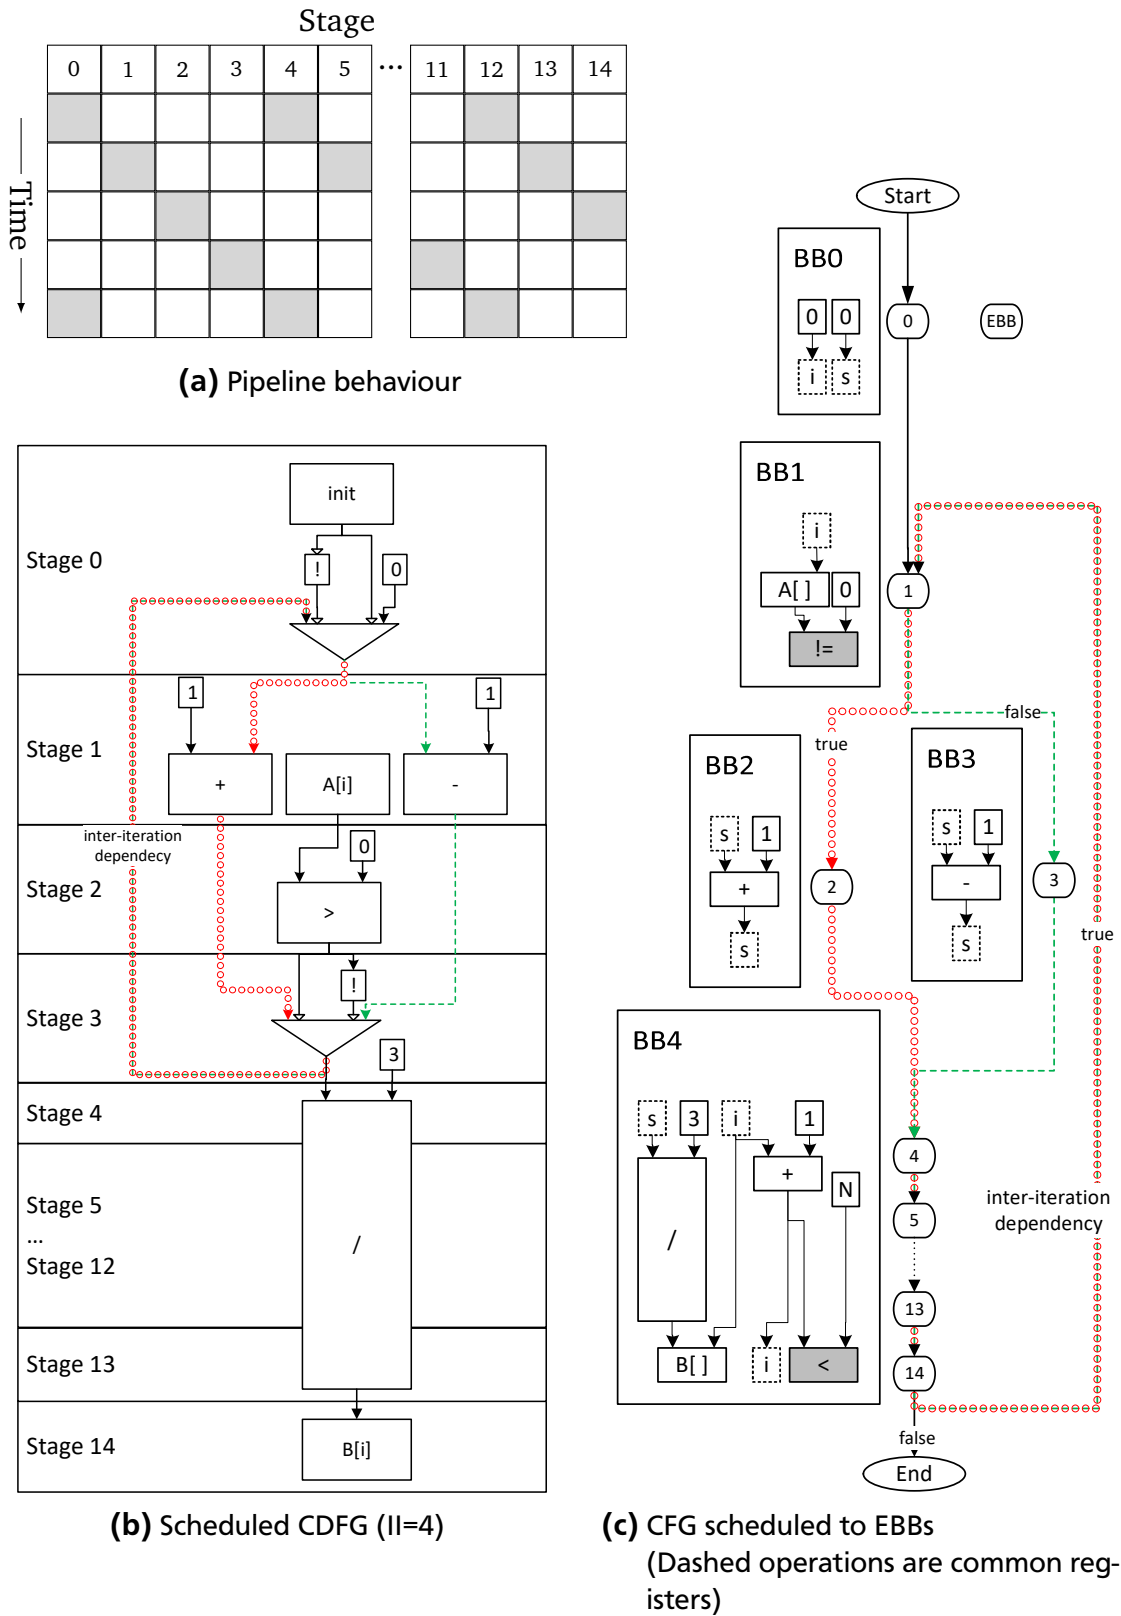 Stage
0 1 2 3 4 5 ... 11 12 13 14
Time
(a) Pipeline behaviour
Start
BB0
0 0
i s
0
EBB
BB1
i
A[ ] 0
!=
1
true
false
BB2
s 1
+
s
2
BB3
s 1
-
s
3
true
BB4
s 3 i 1
+
N
/
B[ ] i <
4
5
13
14
inter-iteration
dependency
false
End
Stage 0
init
! 0
Stage 1
1 1
+ A[i] -
inter-iteration
dependecy
Stage 2
0
>
Stage 3
!
3
Stage 4
Stage 5
...
Stage 12
/
Stage 13
Stage 14
B[i]
(b) Scheduled CDFG (II=4)
(c) CFG scheduled to EBBs
(Dashed operations are common reg-
isters)